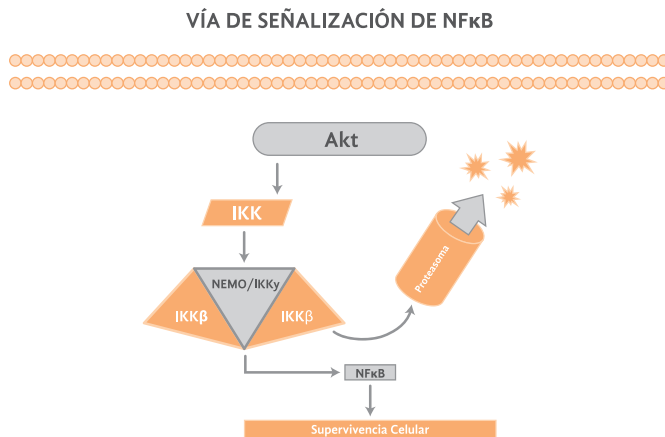 VÍA DE SEÑALIZACIÓN DE NFκB
Akt
IKK
Proteasoma
NEMO/IKKy
IKKβ
IKKβ
NFκB
Supervivencia Celular